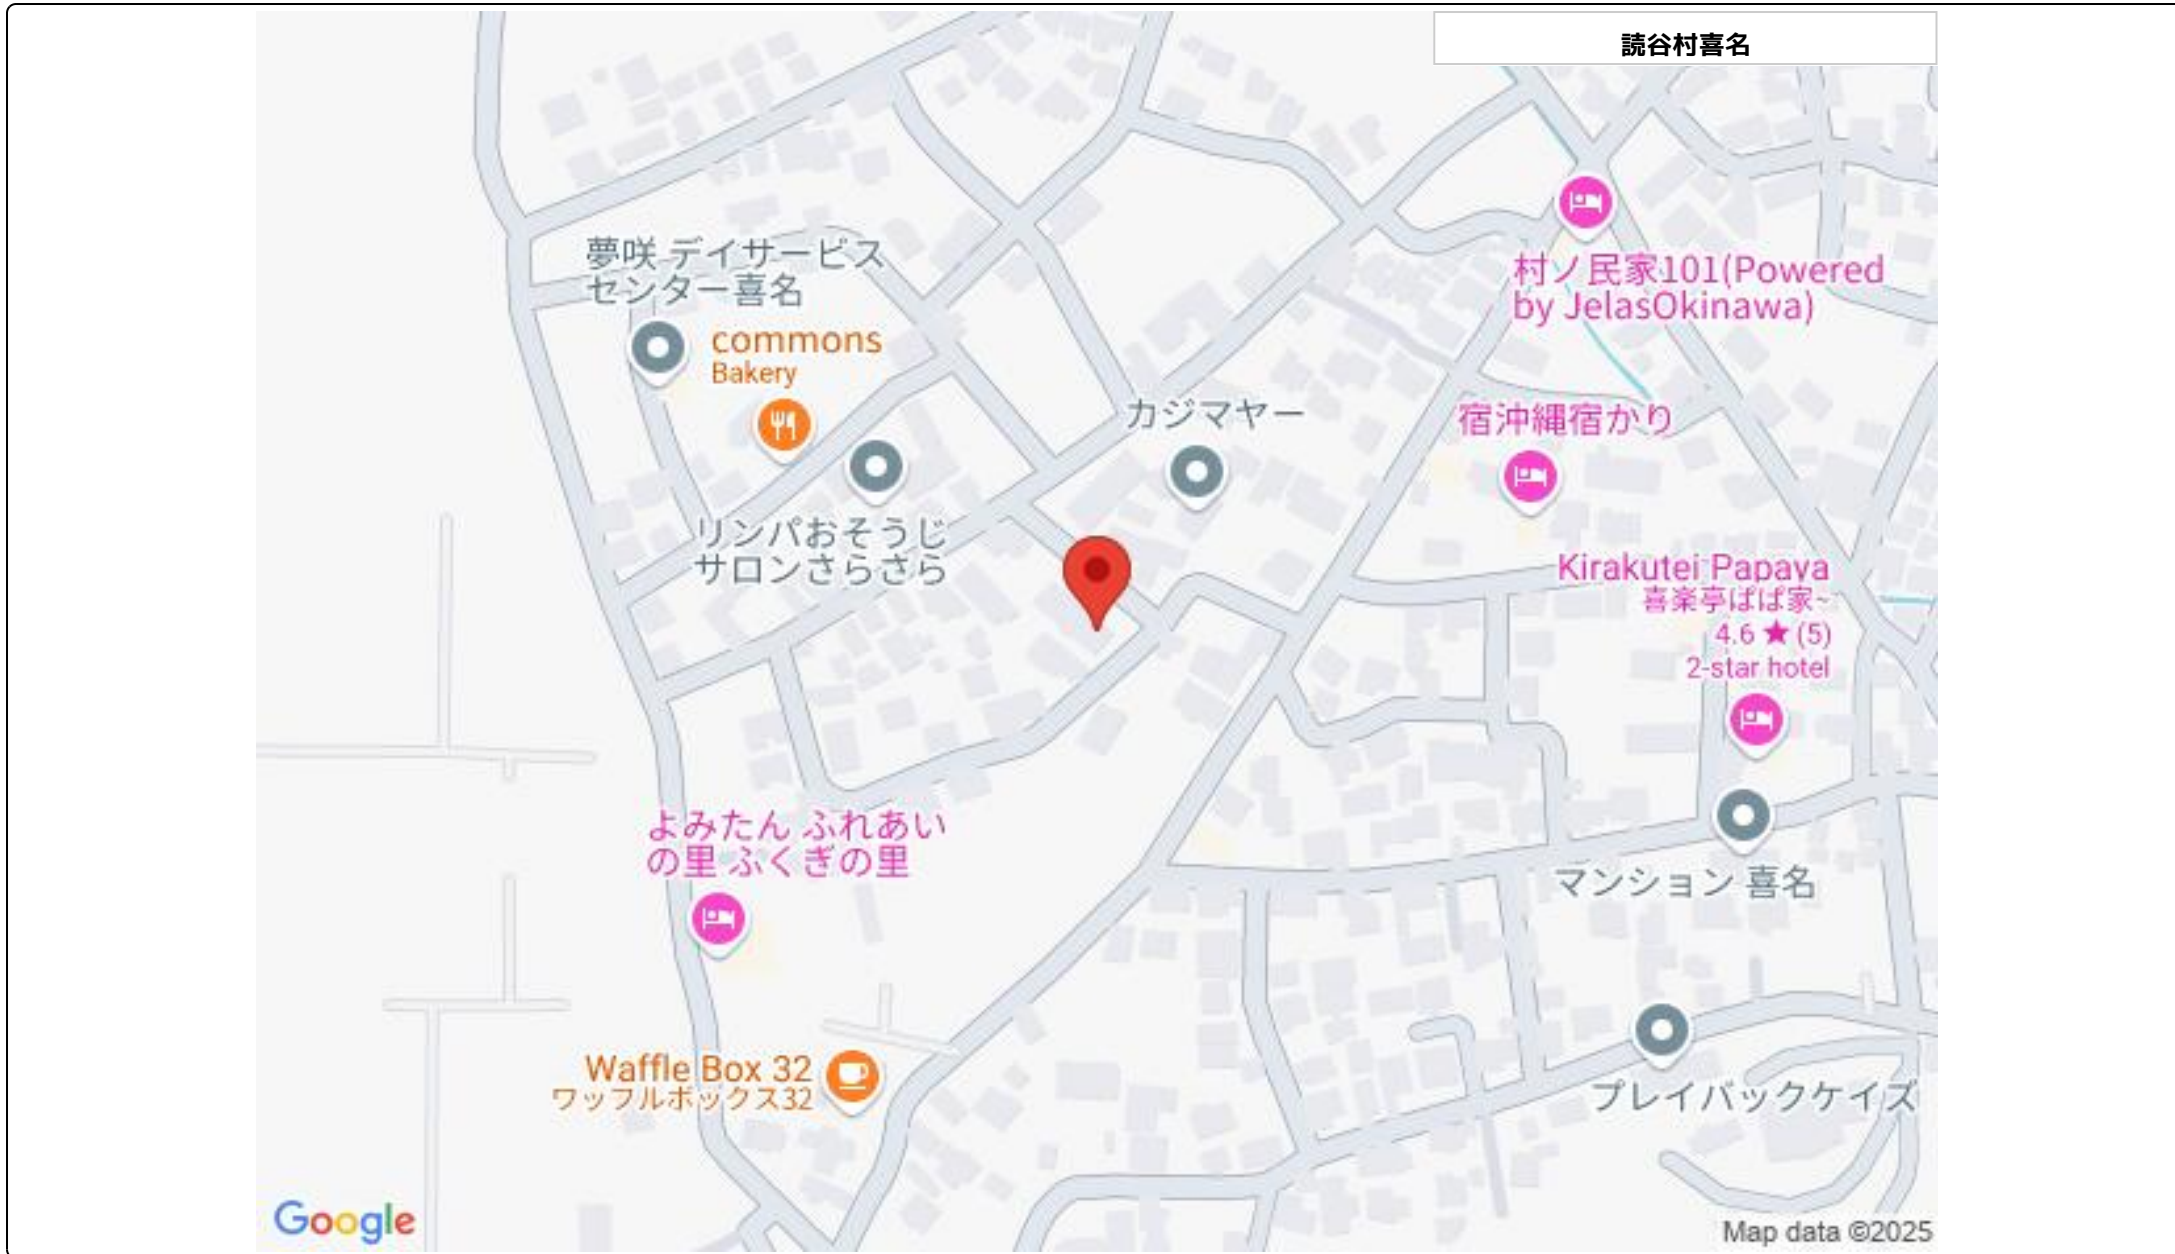 読谷村喜名
夢咲 デイサービス
センター喜名
commons
Bakery
村ノ民家101(Powered
by JelasOkinawa)
カジマヤー
宿沖縄宿かり
リンパおそうじ
サロンさらさら
Kirakutei Papaya
喜楽亭ぱぱ家~
4.6 ★ (5)
2-star hotel
よみたん ふれあい
の里 ふくぎの里
マンション 喜名
Waffle Box 32
ワッフルボックス32
プレイバックケイズ
Google
Map data ©2025